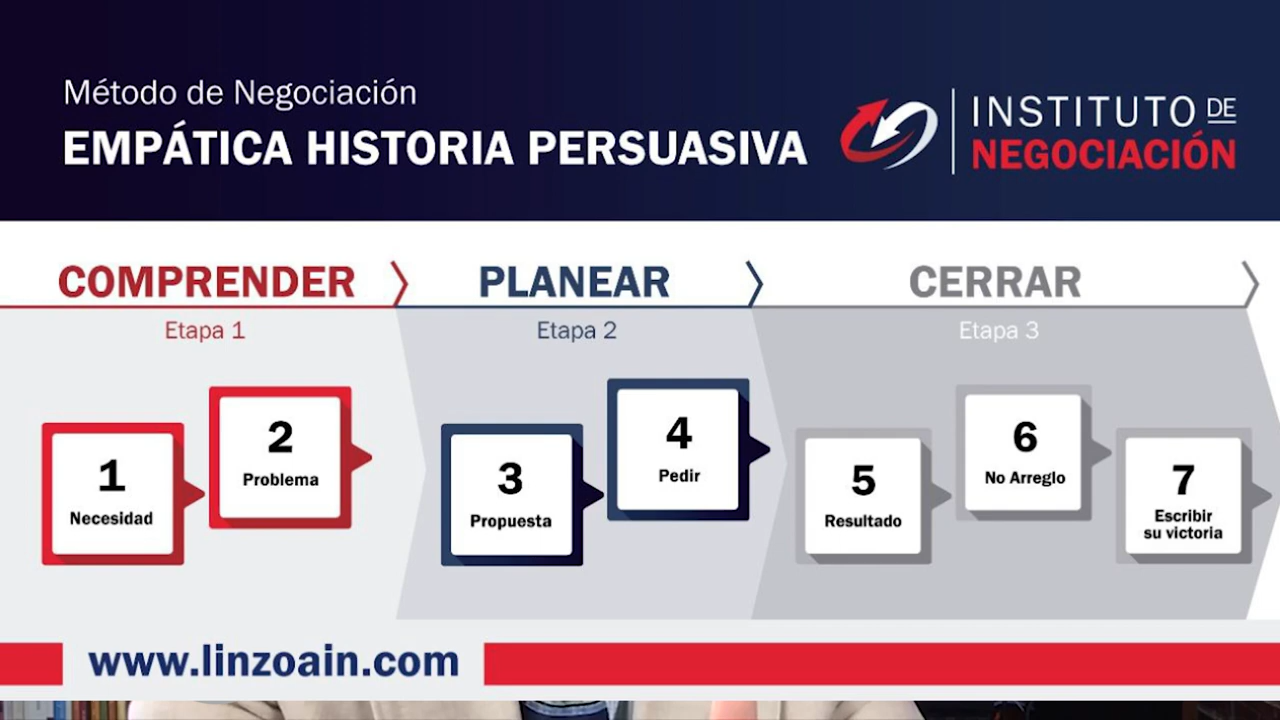 Método de Negociación
EMPÁTICA HISTORIA PERSUASIVA
INSTITUTO DE
NEGOCIACIÓN
COMPRENDER
Etapa 1
1
Necesidad
2
Problema
PLANEAR
Etapa 2
3
Propuesta
4
Pedir
CERRAR
Etapa 3
5
Resultado
6
No Arreglo
7
Escribir
su victoria
www.linzoain.com